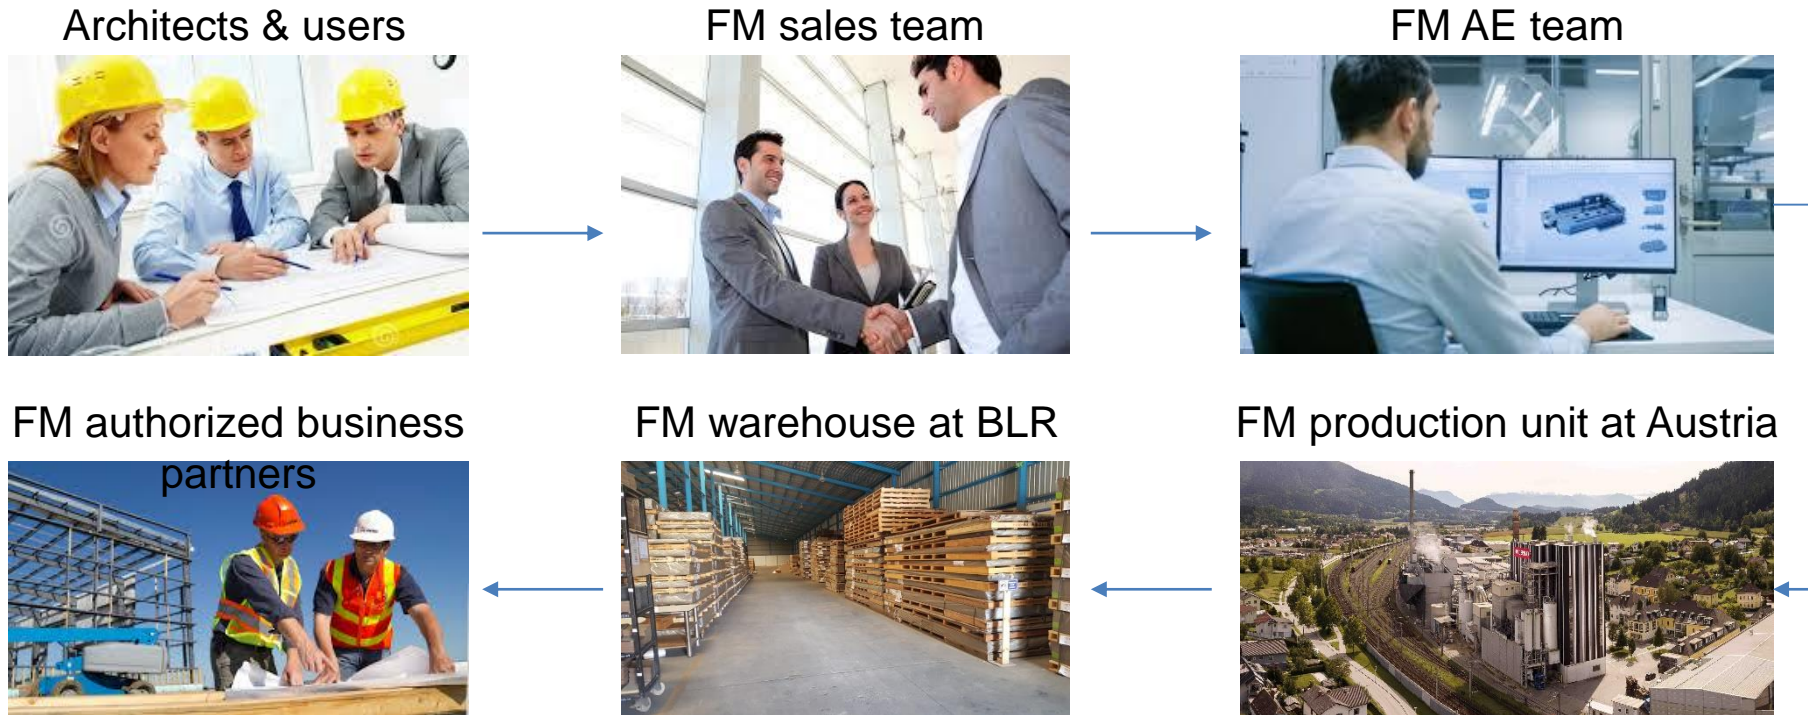 Architects & users
FM sales team
FM AE team
FM authorized business
partners
FM warehouse at BLR
FM production unit at Austria